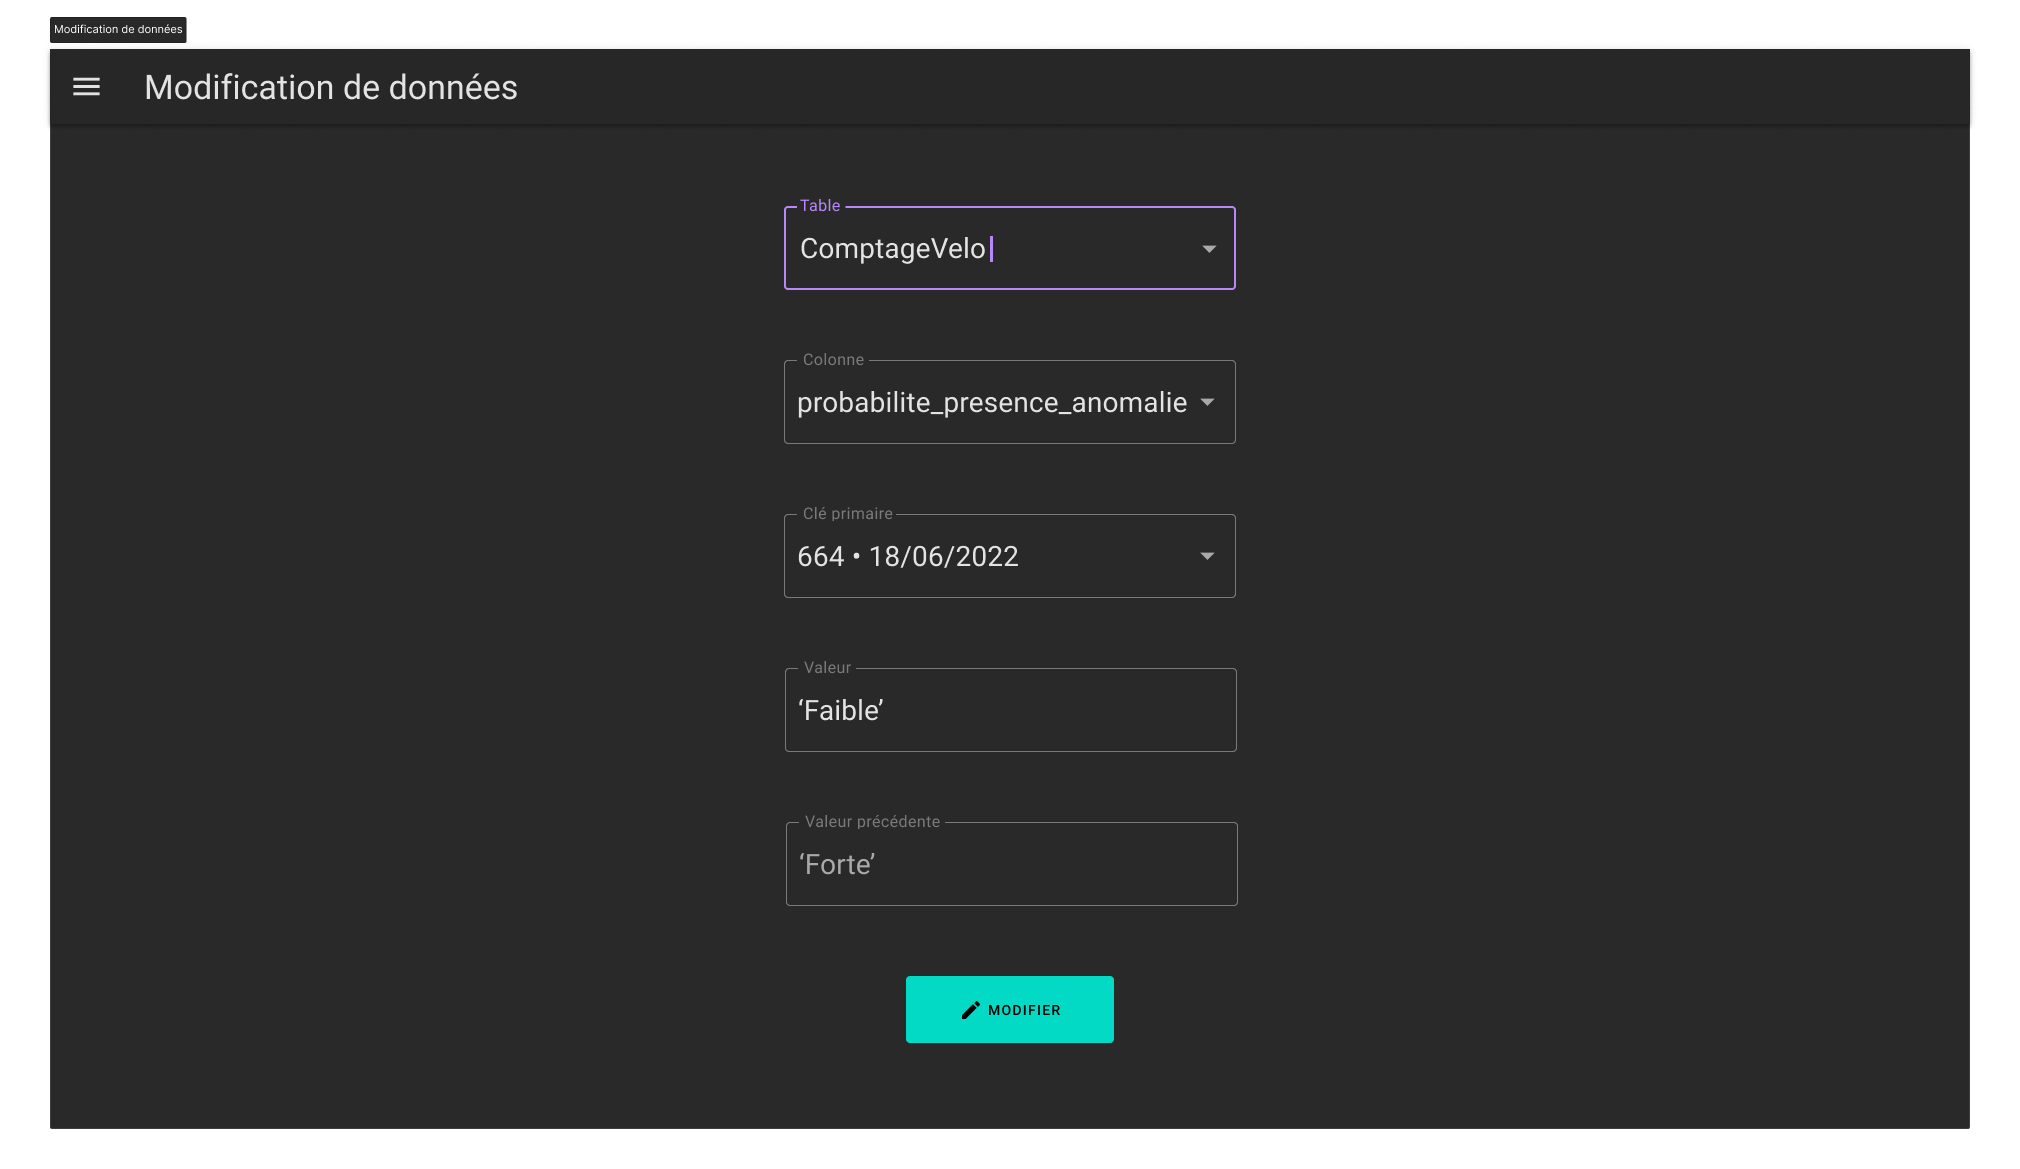 Modification de données
Modification de données
Table
ComptageVelo
Colonne
probabilite_presence_anomalie
Clé primaire
664 • 18/06/2022
Valeur
‘Faible’
Valeur précédente
‘Forte’
MODIFIER